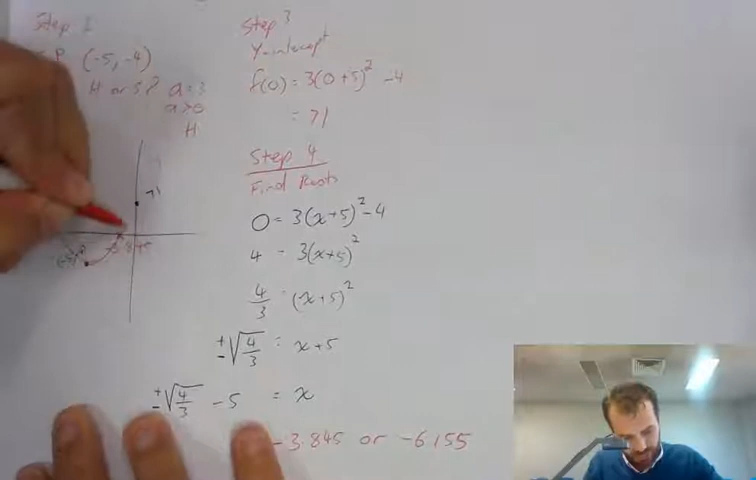 Step 1
(-5, -4)
H or S? a = 3
a > 0
H
71
Step 3
Y-intercept
f(0) = 3(0+5)² -4
= 71
Step 4
Find Roots
0 = 3(x+5)² -4
4 = 3(x+5)²
4/3 = (x+5)²
±√4/3 = x+5
±√4/3 -5 = x
-3.845 or -6.155